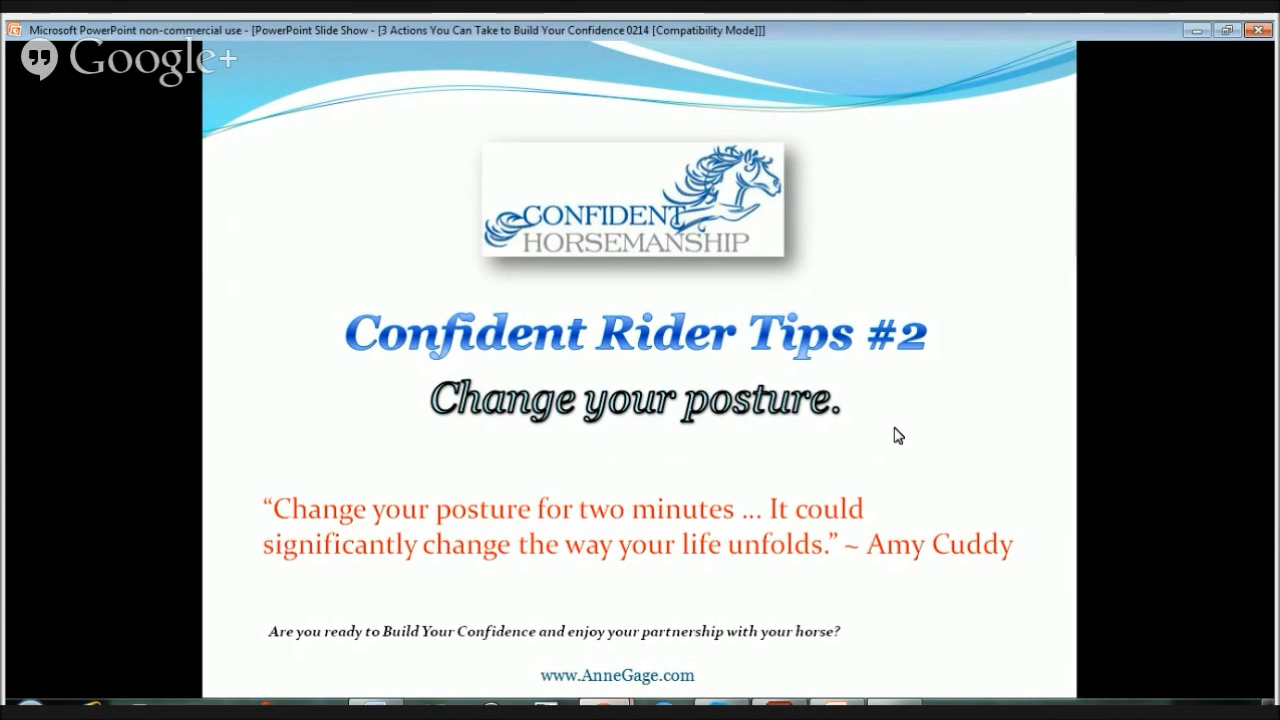 Microsoft PowerPoint non-commercial use - [PowerPoint Slide Show - [3 Actions You Can Take to Build Your Confidence 0214 [Compatibility Mode]]]
Google+
CONFIDENT
HORSEMANSHIP
Confident Rider Tips #2
Change your posture.
“Change your posture for two minutes ... It could
significantly change the way your life unfolds.” ~ Amy Cuddy
Are you ready to Build Your Confidence and enjoy your partnership with your horse?
www.AnneGage.com